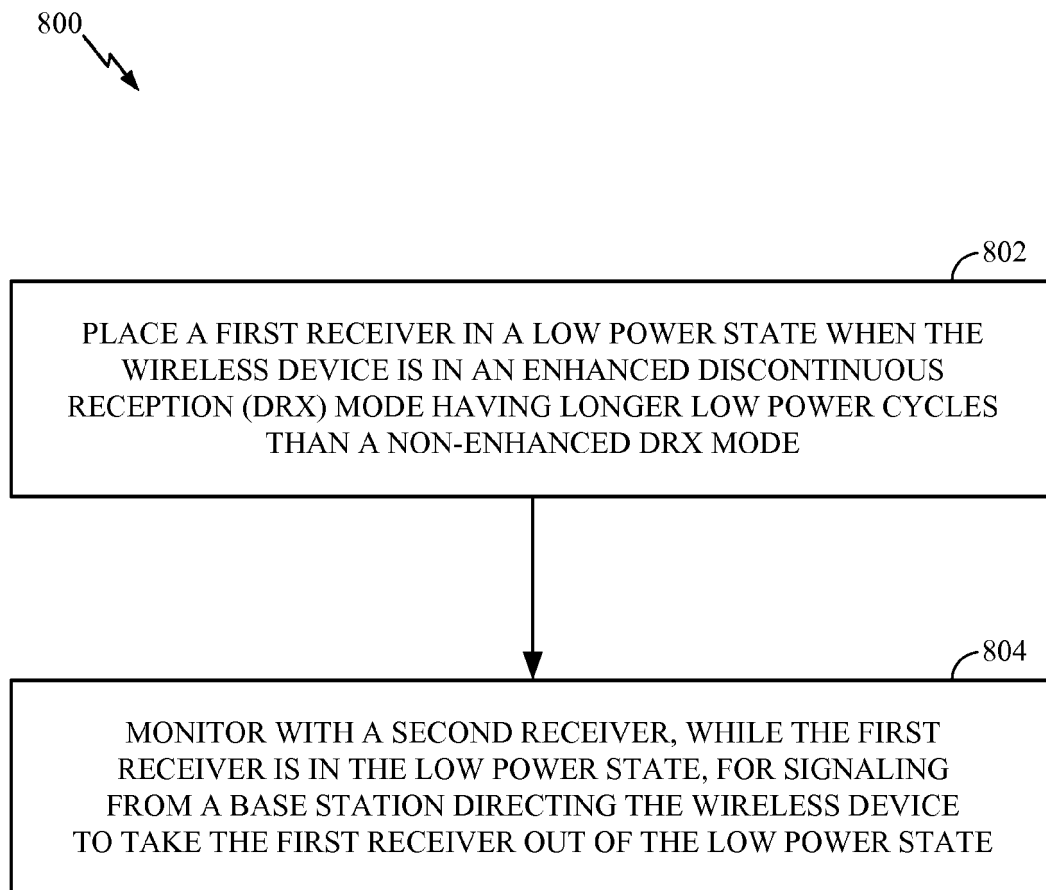 800
802
PLACE A FIRST RECEIVER IN A LOW POWER STATE WHEN THE
WIRELESS DEVICE IS IN AN ENHANCED DISCONTINUOUS
RECEPTION (DRX) MODE HAVING LONGER LOW POWER CYCLES
THAN A NON-ENHANCED DRX MODE
804
MONITOR WITH A SECOND RECEIVER, WHILE THE FIRST
RECEIVER IS IN THE LOW POWER STATE, FOR SIGNALING
FROM A BASE STATION DIRECTING THE WIRELESS DEVICE
TO TAKE THE FIRST RECEIVER OUT OF THE LOW POWER STATE